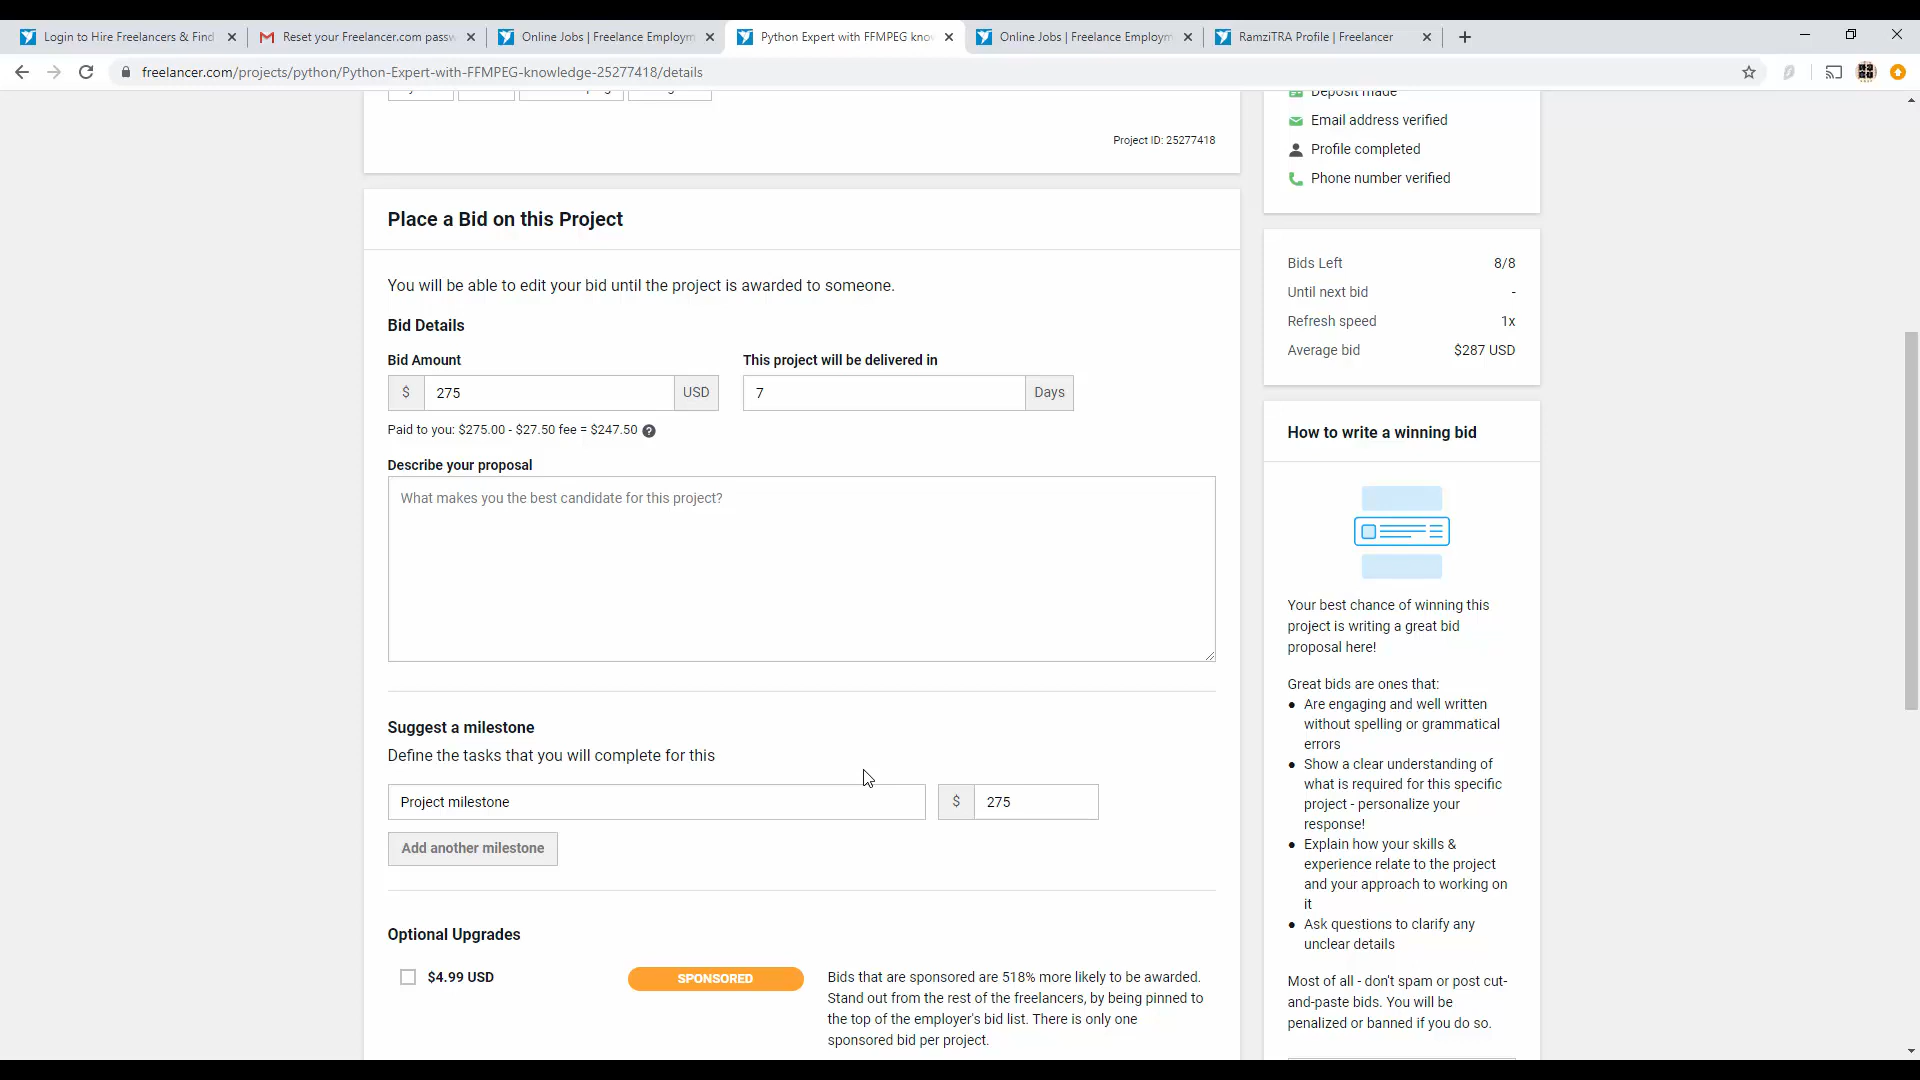 Login to Hire Freelancers & Find
Reset your Freelancer.com passw
Online Jobs | Freelance Employm
Python Expert with FFMPEG know
Online Jobs | Freelance Employm
RamziTRA Profile | Freelancer
freelancer.com/projects/python/Python-Expert-with-FFMPEG-knowledge-25277418/details
Project ID: 25277418
Place a Bid on this Project
You will be able to edit your bid until the project is awarded to someone.
Bid Details
Bid Amount
This project will be delivered in
$ 275 USD
7 Days
Paid to you: $275.00 - $27.50 fee = $247.50 ?
Describe your proposal
What makes you the best candidate for this project?
Suggest a milestone
Define the tasks that you will complete for this
Project milestone
$ 275
Add another milestone
Optional Upgrades
$4.99 USD
SPONSORED
Bids that are sponsored are 518% more likely to be awarded.
Stand out from the rest of the freelancers, by being pinned to
the top of the employer's bid list. There is only one
sponsored bid per project.
Deposit made
Email address verified
Profile completed
Phone number verified
Bids Left 8/8
Until next bid -
Refresh speed 1x
Average bid $287 USD
How to write a winning bid
Your best chance of winning this
project is writing a great bid
proposal here!
Great bids are ones that:
● Are engaging and well written
without spelling or grammatical
errors
● Show a clear understanding of
what is required for this specific
project - personalize your
response!
● Explain how your skills &
experience relate to the project
and your approach to working on
it
● Ask questions to clarify any
unclear details
Most of all - don't spam or post cut-
and-paste bids. You will be
penalized or banned if you do so.